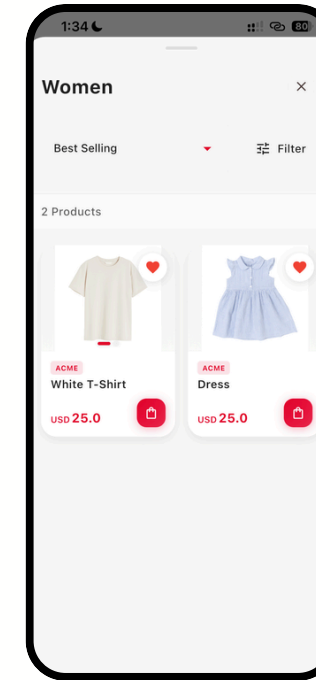 1:34
80
Women
Best Selling
Filter
2 Products
ACME
White T-Shirt
USD 25.0
ACME
Dress
USD 25.0